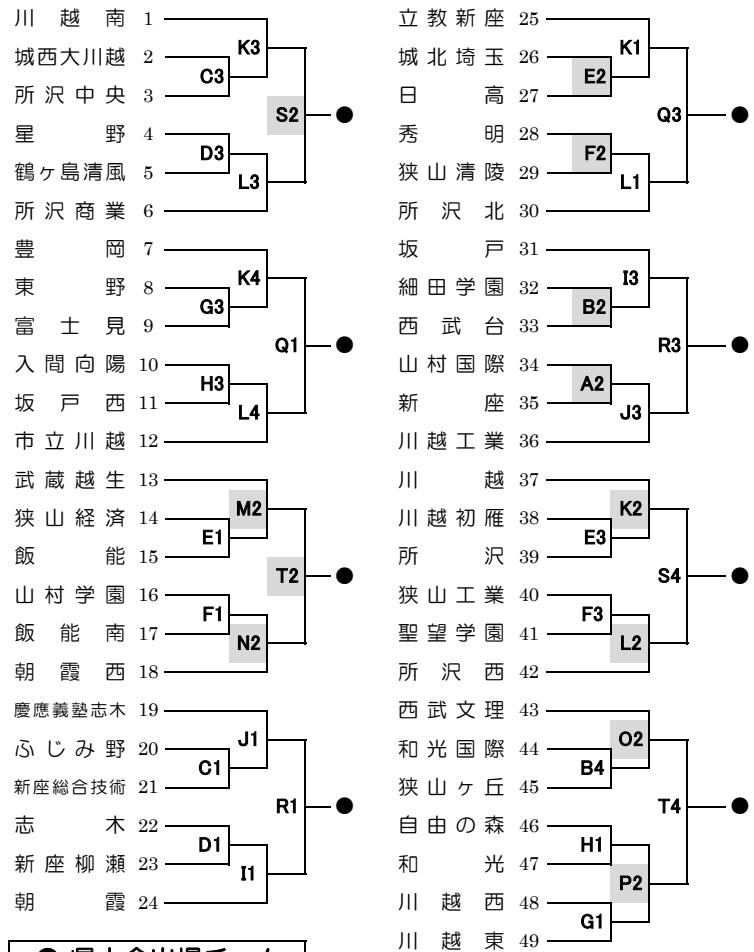 川越南 1
城西大川越 2
所沢中央 3
星野 4
鶴ヶ島清風 5
所沢商業 6
K3
C3
S2
D3
L3
●
豊岡 7
東野 8
富士見 9
入間向陽 10
坂戸西 11
市立川越 12
K4
G3
Q1
H3
L4
●
武蔵越生 13
狭山経済 14
飯能 15
山村学園 16
飯能南 17
朝霞西 18
M2
E1
T2
F1
N2
●
慶應義塾志木 19
ふじみ野 20
新座総合技術 21
志木 22
新座柳瀬 23
朝霞 24
J1
C1
R1
D1
I1
●
立教新座 25
城北埼玉 26
日高 27
秀明 28
狭山清陵 29
所沢北 30
K1
E2
Q3
F2
L1
●
坂戸 31
細田学園 32
西武台 33
山村国際 34
新座 35
川越工業 36
I3
B2
R3
A2
J3
●
川越 37
川越初雁 38
所沢 39
狭山工業 40
聖望学園 41
所沢西 42
K2
E3
S4
F3
L2
●
西武文理 43
和光国際 44
狭山ヶ丘 45
自由の森 46
和光 47
川越西 48
川越東 49
O2
B4
T4
H1
P2
G1
●